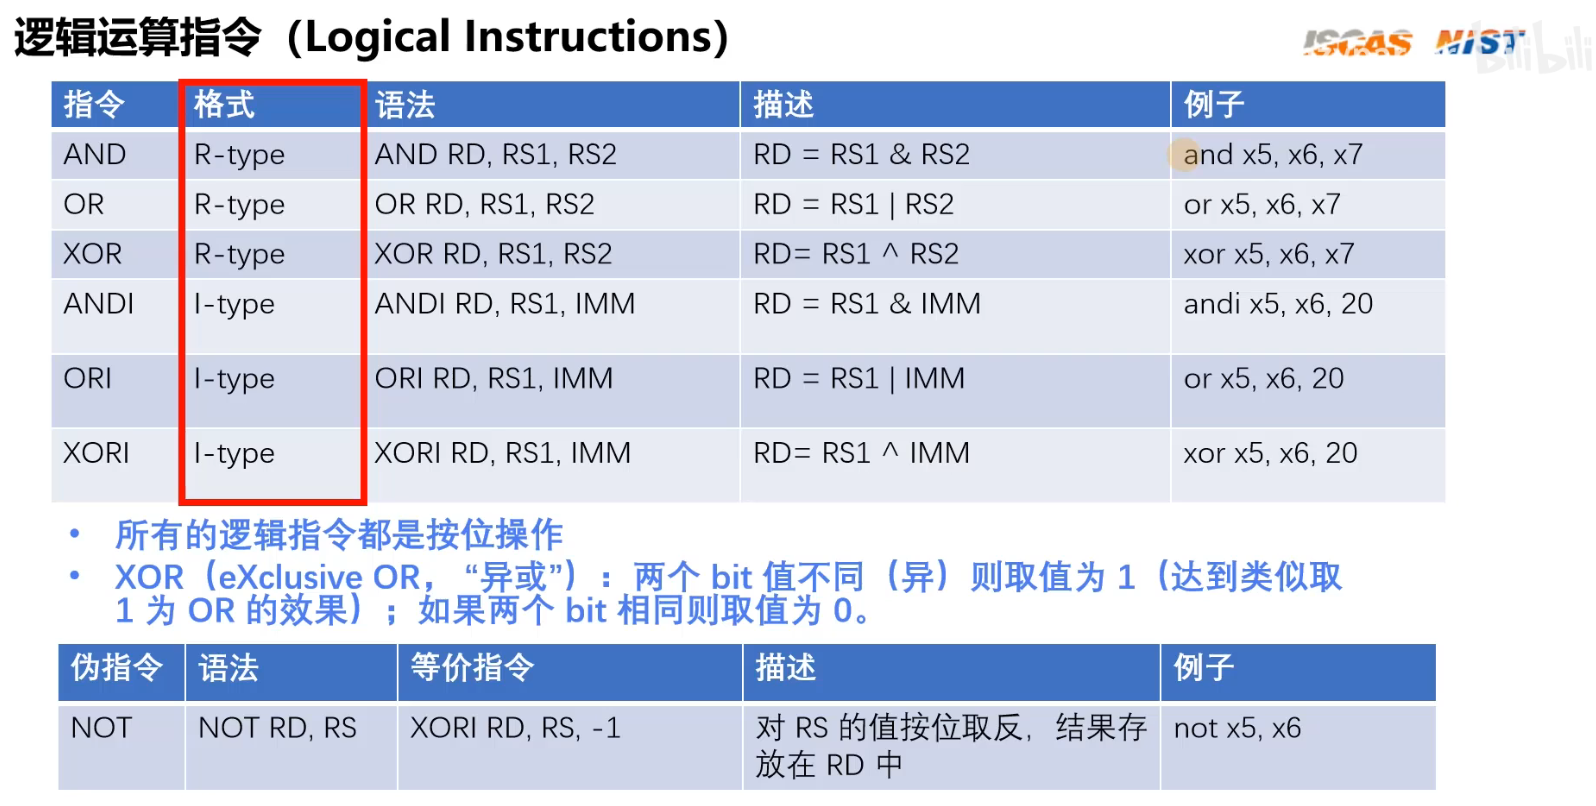 逻辑运算指令（Logical Instructions）
ISCAS NIST
bilibili
指令 格式 语法 描述 例子
AND R-type AND RD, RS1, RS2 RD = RS1 & RS2 and x5, x6, x7
OR R-type OR RD, RS1, RS2 RD = RS1 | RS2 or x5, x6, x7
XOR R-type XOR RD, RS1, RS2 RD= RS1 ^ RS2 xor x5, x6, x7
ANDI I-type ANDI RD, RS1, IMM RD = RS1 & IMM andi x5, x6, 20
ORI I-type ORI RD, RS1, IMM RD = RS1 | IMM or x5, x6, 20
XORI I-type XORI RD, RS1, IMM RD= RS1 ^ IMM xor x5, x6, 20
• 所有的逻辑指令都是按位操作
• XOR（eXclusive OR， “异或”）：两个 bit 值不同（异）则取值为 1（达到类似取
1 为 OR 的效果）；如果两个 bit 相同则取值为 0。
伪指令 语法 等价指令 描述 例子
NOT NOT RD, RS XORI RD, RS, -1 对 RS 的值按位取反，结果存 not x5, x6
放在 RD 中